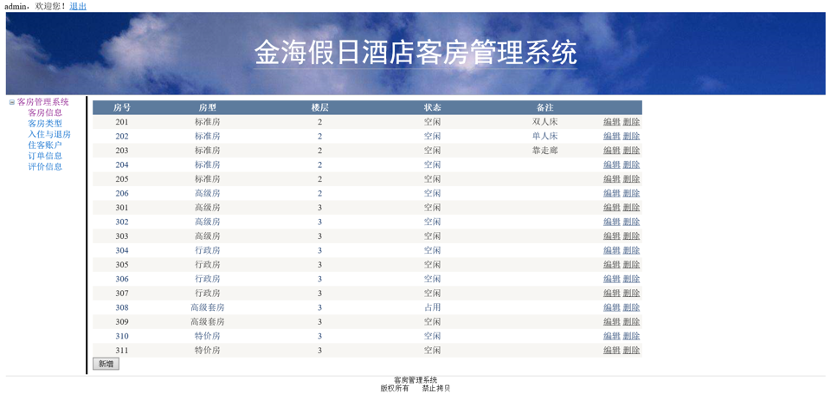 admin，欢迎您！退出
金海假日酒店客房管理系统
客房管理系统
客房信息
客房类型
入住与退房
住客账户
订单信息
评价信息
房号 房型 楼层 状态 备注
201 标准房 2 空闲 双人床 编辑 删除
202 标准房 2 空闲 单人床 编辑 删除
203 标准房 2 空闲 靠走廊 编辑 删除
204 标准房 2 空闲 编辑 删除
205 标准房 2 空闲 编辑 删除
206 高级房 2 空闲 编辑 删除
301 高级房 3 空闲 编辑 删除
302 高级房 3 空闲 编辑 删除
303 高级房 3 空闲 编辑 删除
304 行政房 3 空闲 编辑 删除
305 行政房 3 空闲 编辑 删除
306 行政房 3 空闲 编辑 删除
307 行政房 3 空闲 编辑 删除
308 高级套房 3 占用 编辑 删除
309 高级套房 3 空闲 编辑 删除
310 特价房 3 空闲 编辑 删除
311 特价房 3 空闲 编辑 删除
新增
客房管理系统
版权所有 禁止拷贝